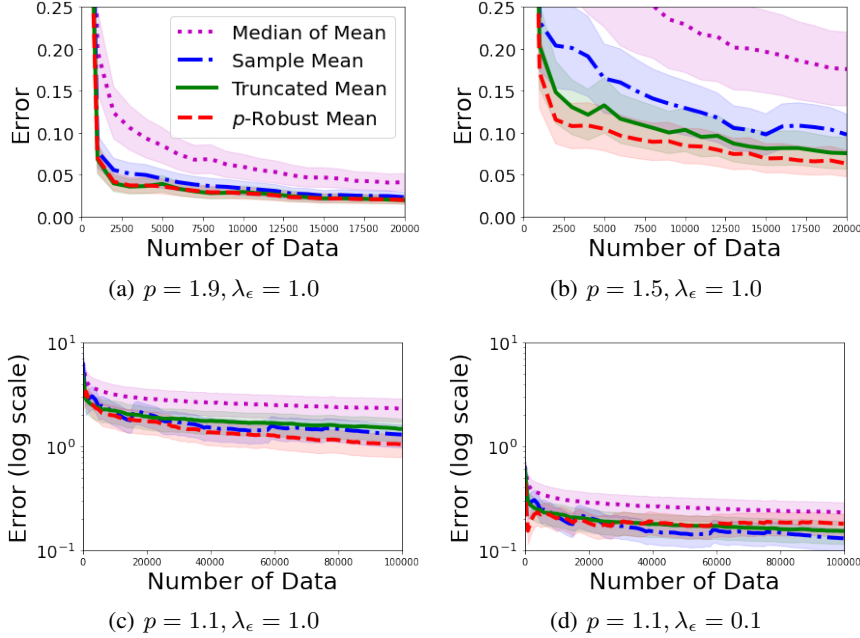 0.25
0.20
0.15
0.10
0.05
0.00
Error
Median of Mean
Sample Mean
Truncated Mean
p-Robust Mean
0 2500 5000 7500 10000 12500 15000 17500 20000
Number of Data
(a) p = 1.9, λϵ = 1.0
0.25
0.20
0.15
0.10
0.05
0.00
Error
0 2500 5000 7500 10000 12500 15000 17500 20000
Number of Data
(b) p = 1.5, λϵ = 1.0
10¹
10⁰
10⁻¹
Error (log scale)
0 20000 40000 60000 80000 100000
Number of Data
(c) p = 1.1, λϵ = 1.0
10¹
10⁰
10⁻¹
Error (log scale)
0 20000 40000 60000 80000 100000
Number of Data
(d) p = 1.1, λϵ = 0.1